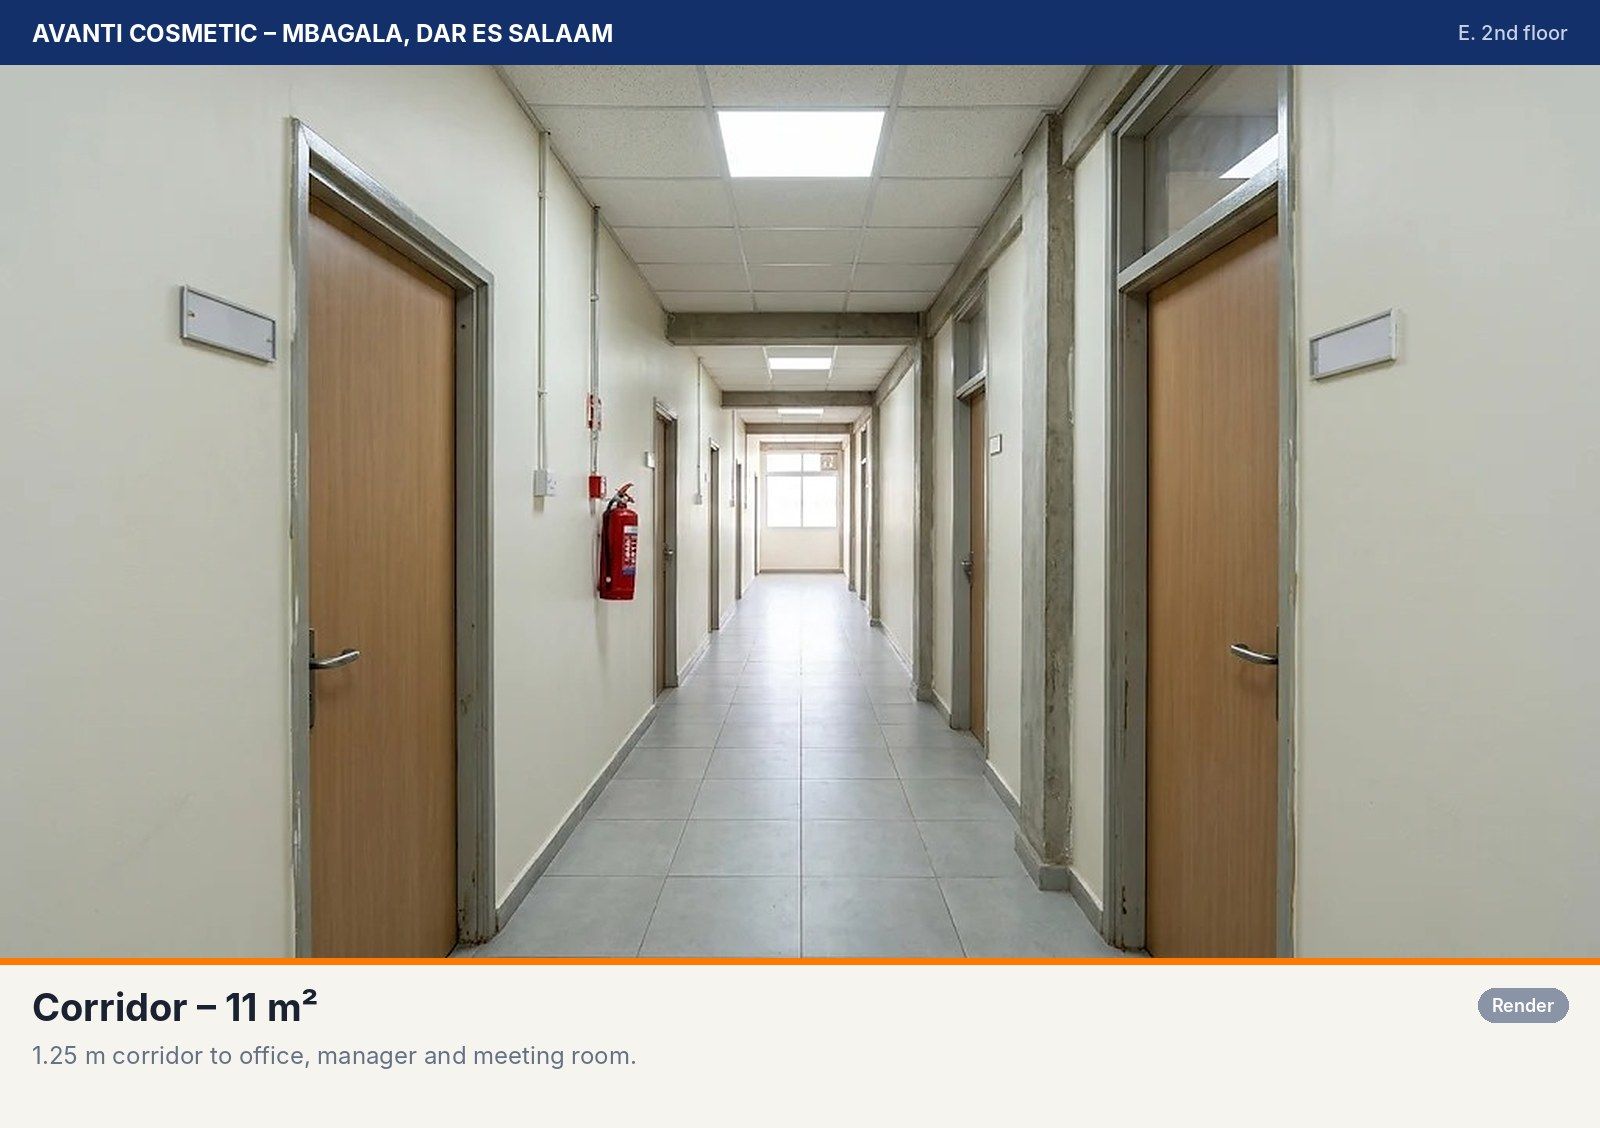 AVANTI COSMETIC – MBAGALA, DAR ES SALAAM
E. 2nd floor
Corridor – 11 m²
Render
1.25 m corridor to office, manager and meeting room.